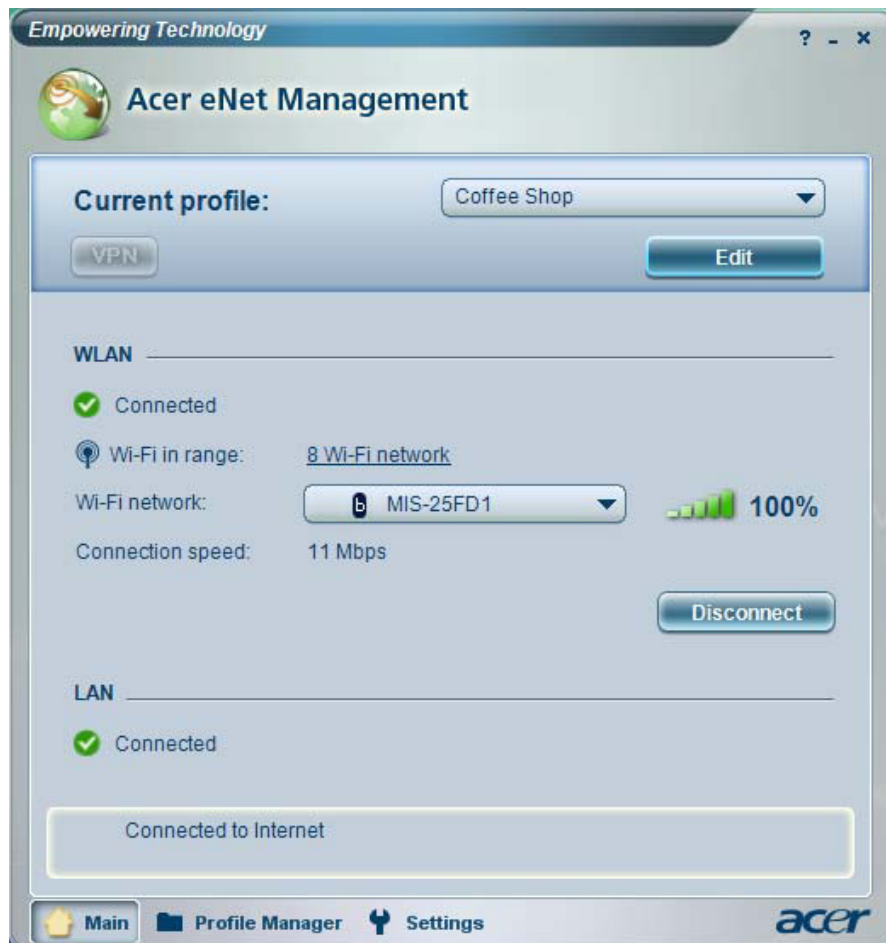 Empowering Technology
? - ×
Acer eNet Management
Current profile: Coffee Shop
VPN Edit
WLAN
Connected
Wi-Fi in range: 8 Wi-Fi network
Wi-Fi network: b MIS-25FD1 100%
Connection speed: 11 Mbps
Disconnect
LAN
Connected
Connected to Internet
Main Profile Manager Settings acer